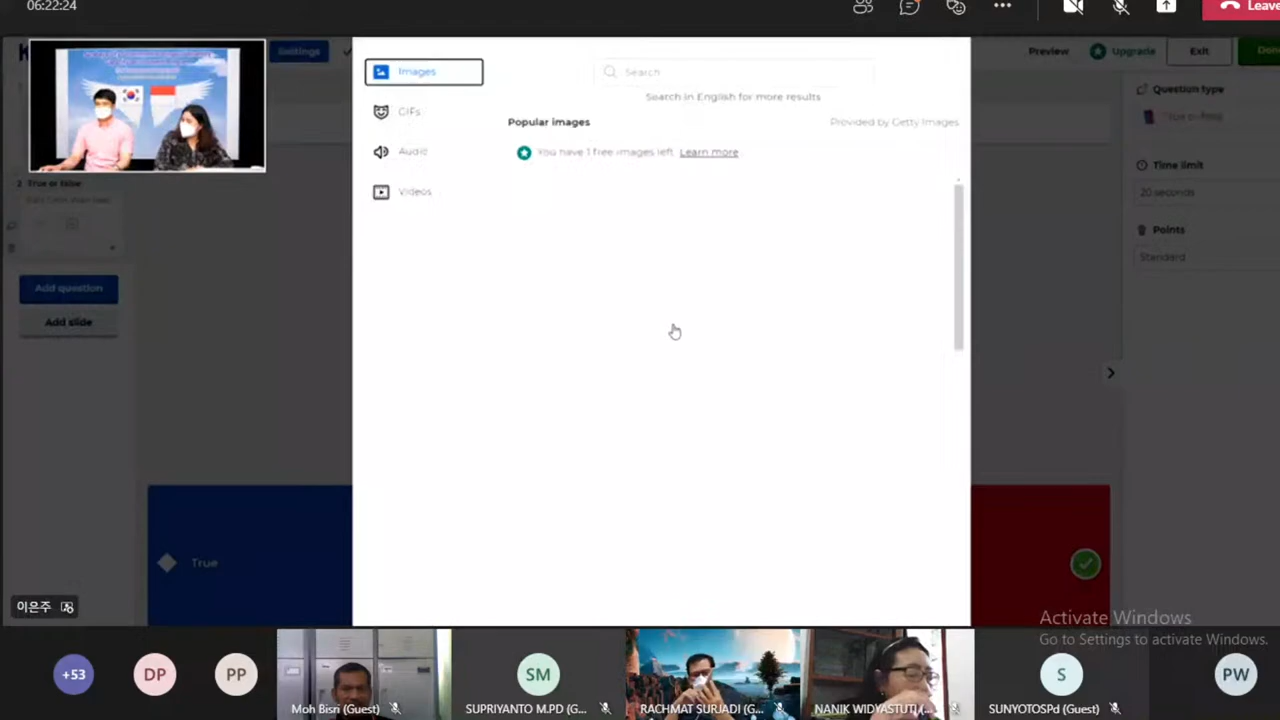 06:22:24
Leave
Settings
Preview
Upgrade
Exit
Images
Search
Search in English for more results
GIFs
Popular images
Provided by Getty Images
Audio
You have 1 free images left Learn more
Videos
Question type
True or false
Time limit
20 seconds
Points
Standard
2 True or false
Add question
Add slide
True
이은주
Activate Windows
Go to Settings to activate Windows.
+53
DP
PP
SM
S
PW
Moh Bisri (Guest)
SUPRIYANTO M.PD (G...
RACHMAT SURJADI (G...
NANIK WIDYASTUTI (...
SUNYOTOSPd (Guest)